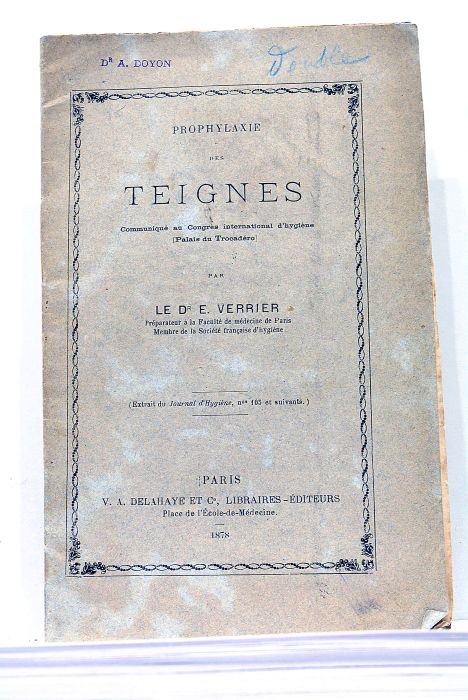 Dʳ A. DOYON
Double
PROPHYLAXIE
DES
TEIGNES
Communiqué au Congrès international d'hygiène
(Palais du Trocadéro)
PAR
LE Dʳ E. VERRIER
Préparateur à la Faculté de médecine de Paris
Membre de la Société française d'hygiène
(Extrait du Journal d'Hygiène, nᵒˢ 105 et suivants.)
PARIS
V. A. DELAHAYE ET Cᵉ, LIBRAIRES-ÉDITEURS
Place de l'École-de-Médecine.
1878